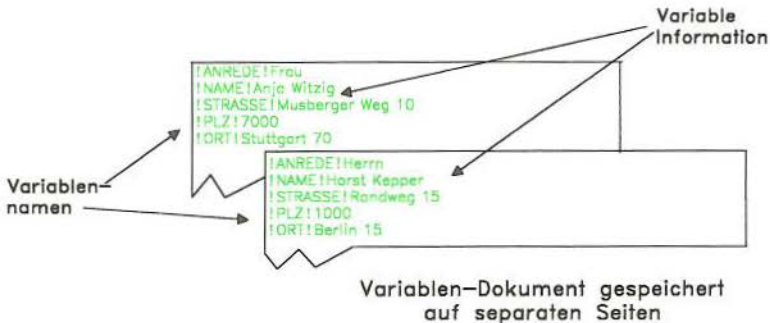 Variable
Information
!ANREDE!Frau
!NAME!Anja Witzig
!STRASSE!Musberger Weg 10
!PLZ!7000
!ORT!Stuttgart 70
!ANREDE!Herrn
!NAME!Horst Kepper
!STRASSE!Randweg 15
!PLZ!1000
!ORT!Berlin 15
Variablen-
namen
Variablen-Dokument gespeichert
auf separaten Seiten